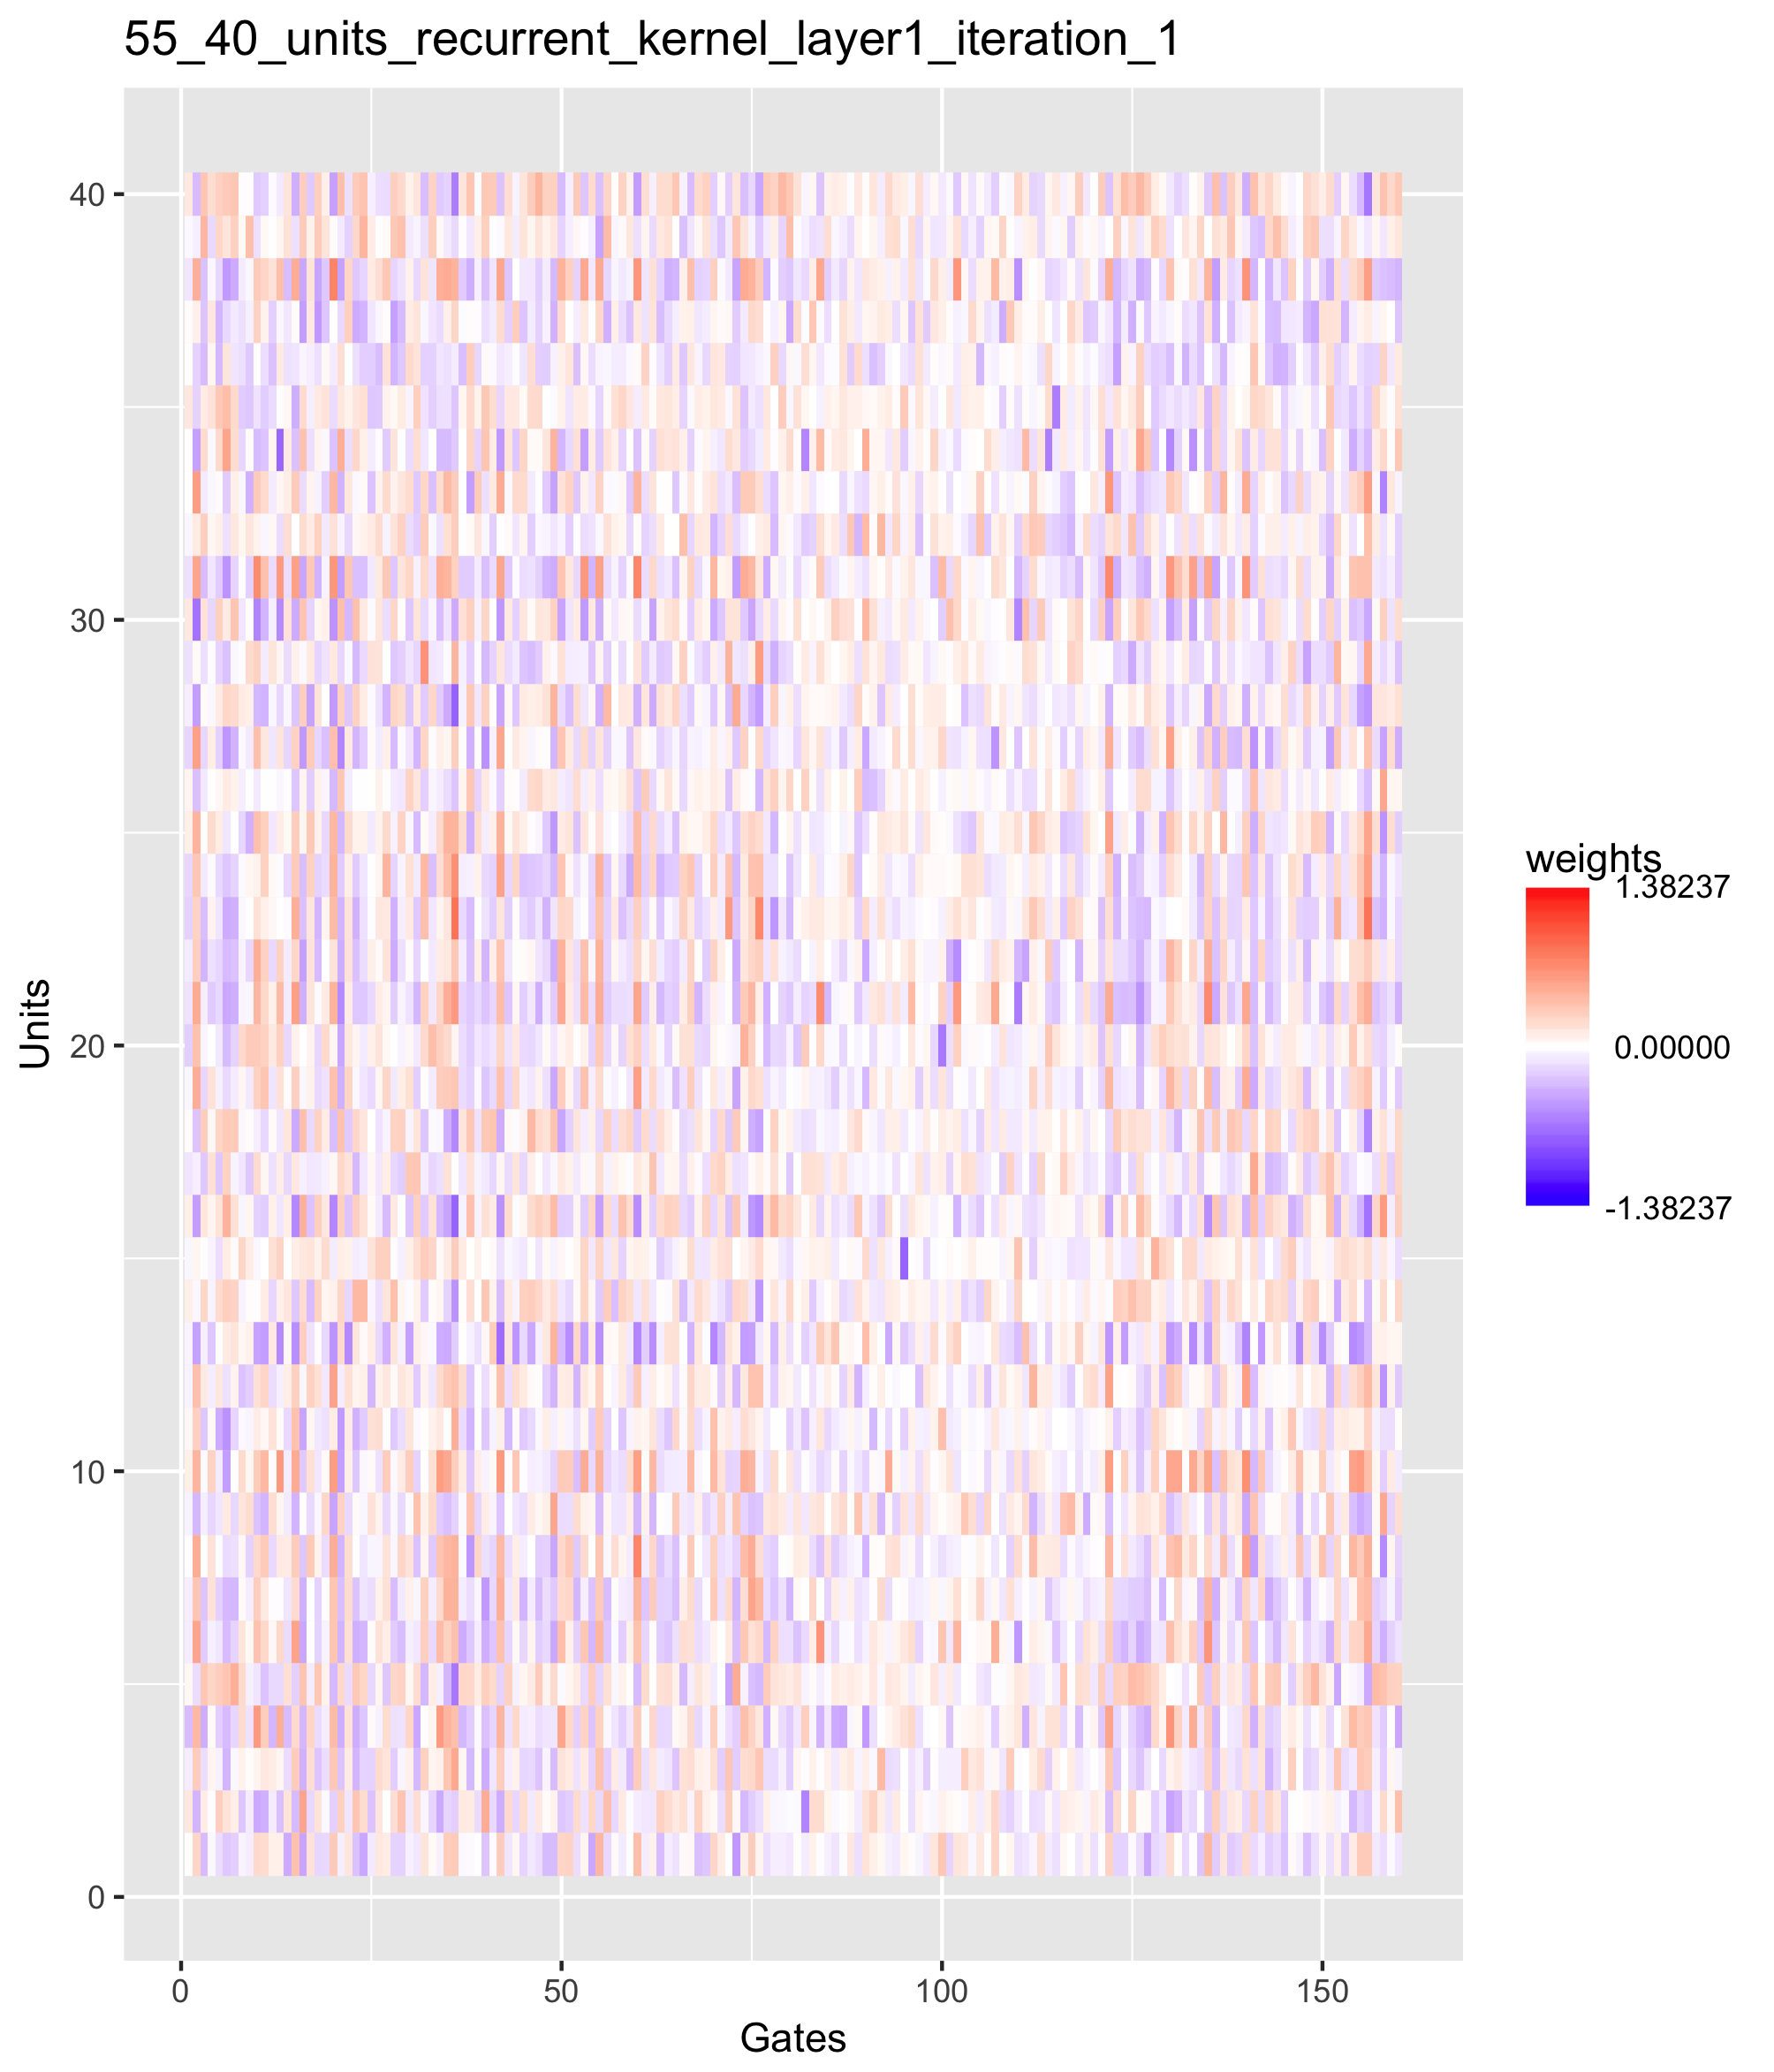 55_40_units_recurrent_kernel_layer1_iteration_1
40
30
20
10
0
Units
0 50 100 150
Gates
weights
1.38237
0.00000
-1.38237